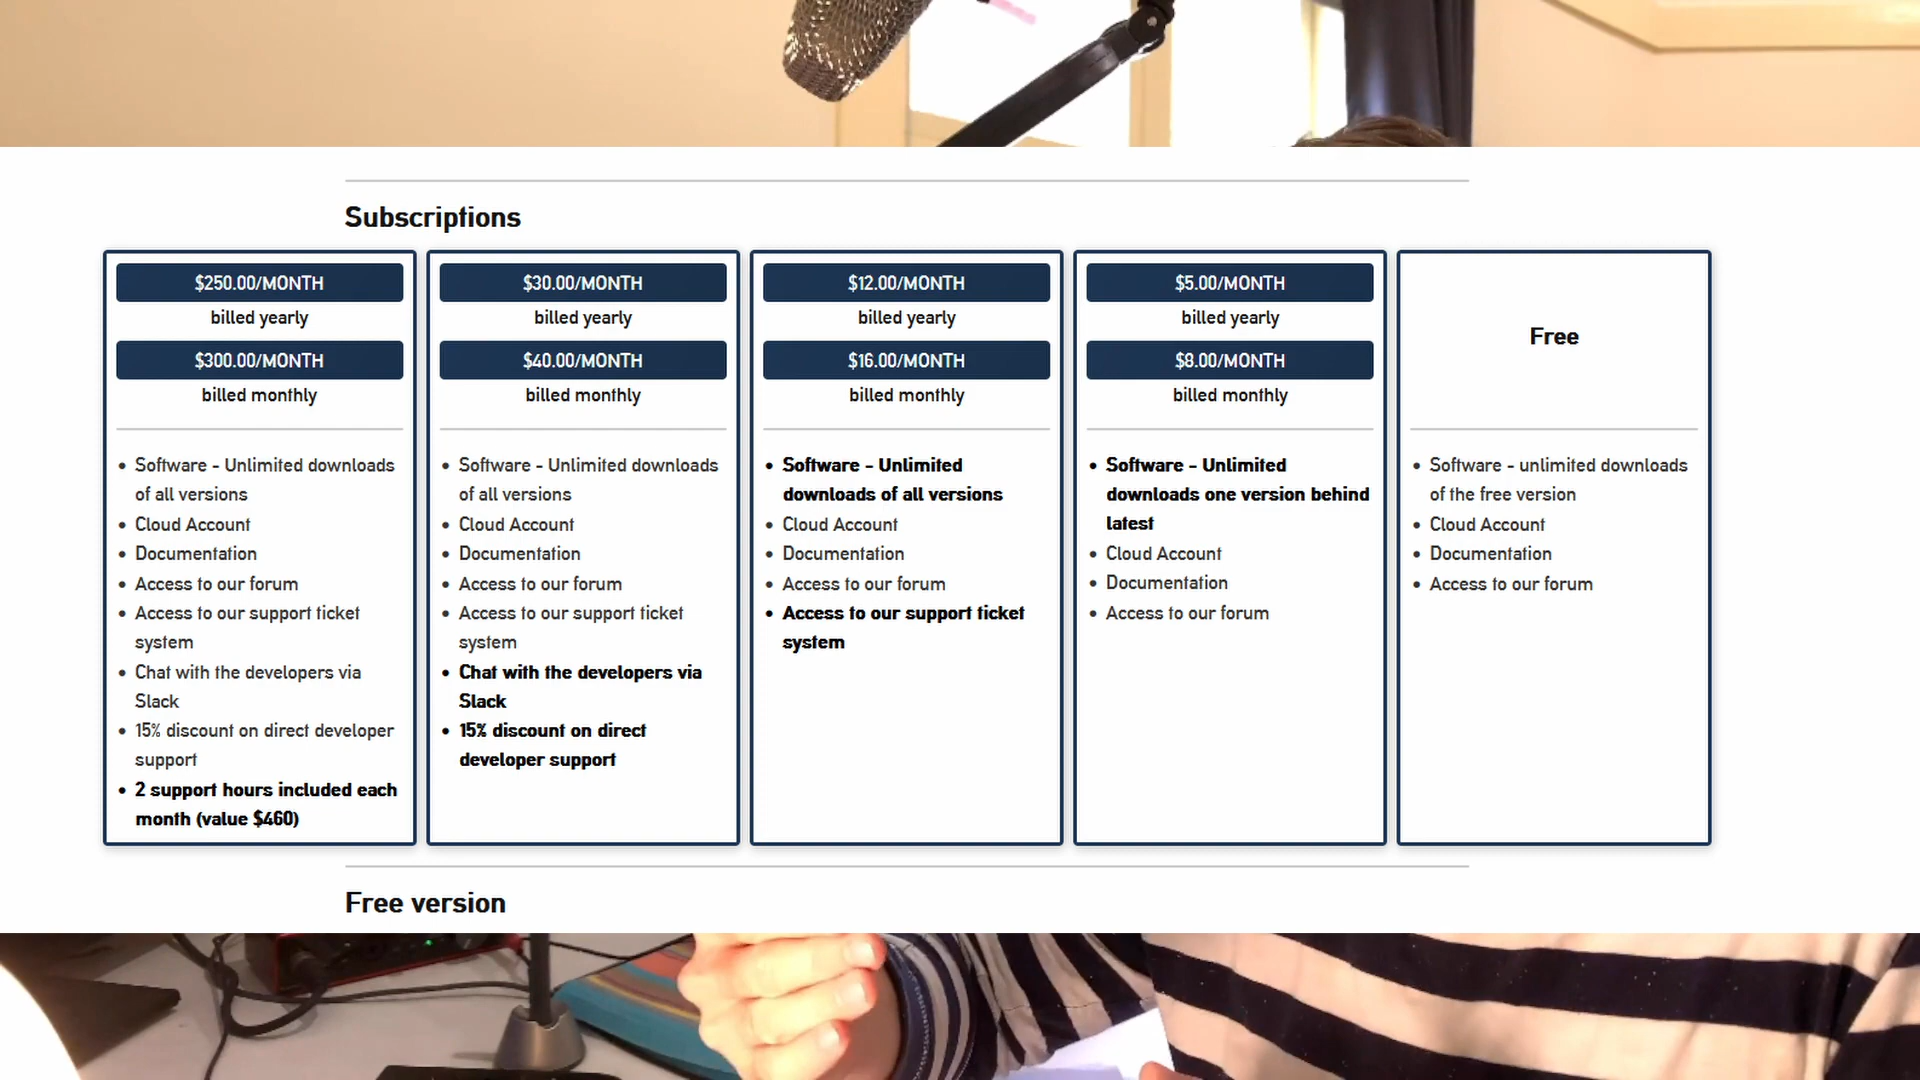 Subscriptions
$250.00/MONTH
billed yearly
$300.00/MONTH
billed monthly
• Software - Unlimited downloads
of all versions
• Cloud Account
• Documentation
• Access to our forum
• Access to our support ticket
system
• Chat with the developers via
Slack
• 15% discount on direct developer
support
• 2 support hours included each
month (value $460)
$30.00/MONTH
billed yearly
$40.00/MONTH
billed monthly
• Software - Unlimited downloads
of all versions
• Cloud Account
• Documentation
• Access to our forum
• Access to our support ticket
system
• Chat with the developers via
Slack
• 15% discount on direct
developer support
$12.00/MONTH
billed yearly
$16.00/MONTH
billed monthly
• Software - Unlimited
downloads of all versions
• Cloud Account
• Documentation
• Access to our forum
• Access to our support ticket
system
$5.00/MONTH
billed yearly
$8.00/MONTH
billed monthly
• Software - Unlimited
downloads one version behind
latest
• Cloud Account
• Documentation
• Access to our forum
Free
• Software - unlimited downloads
of the free version
• Cloud Account
• Documentation
• Access to our forum
Free version